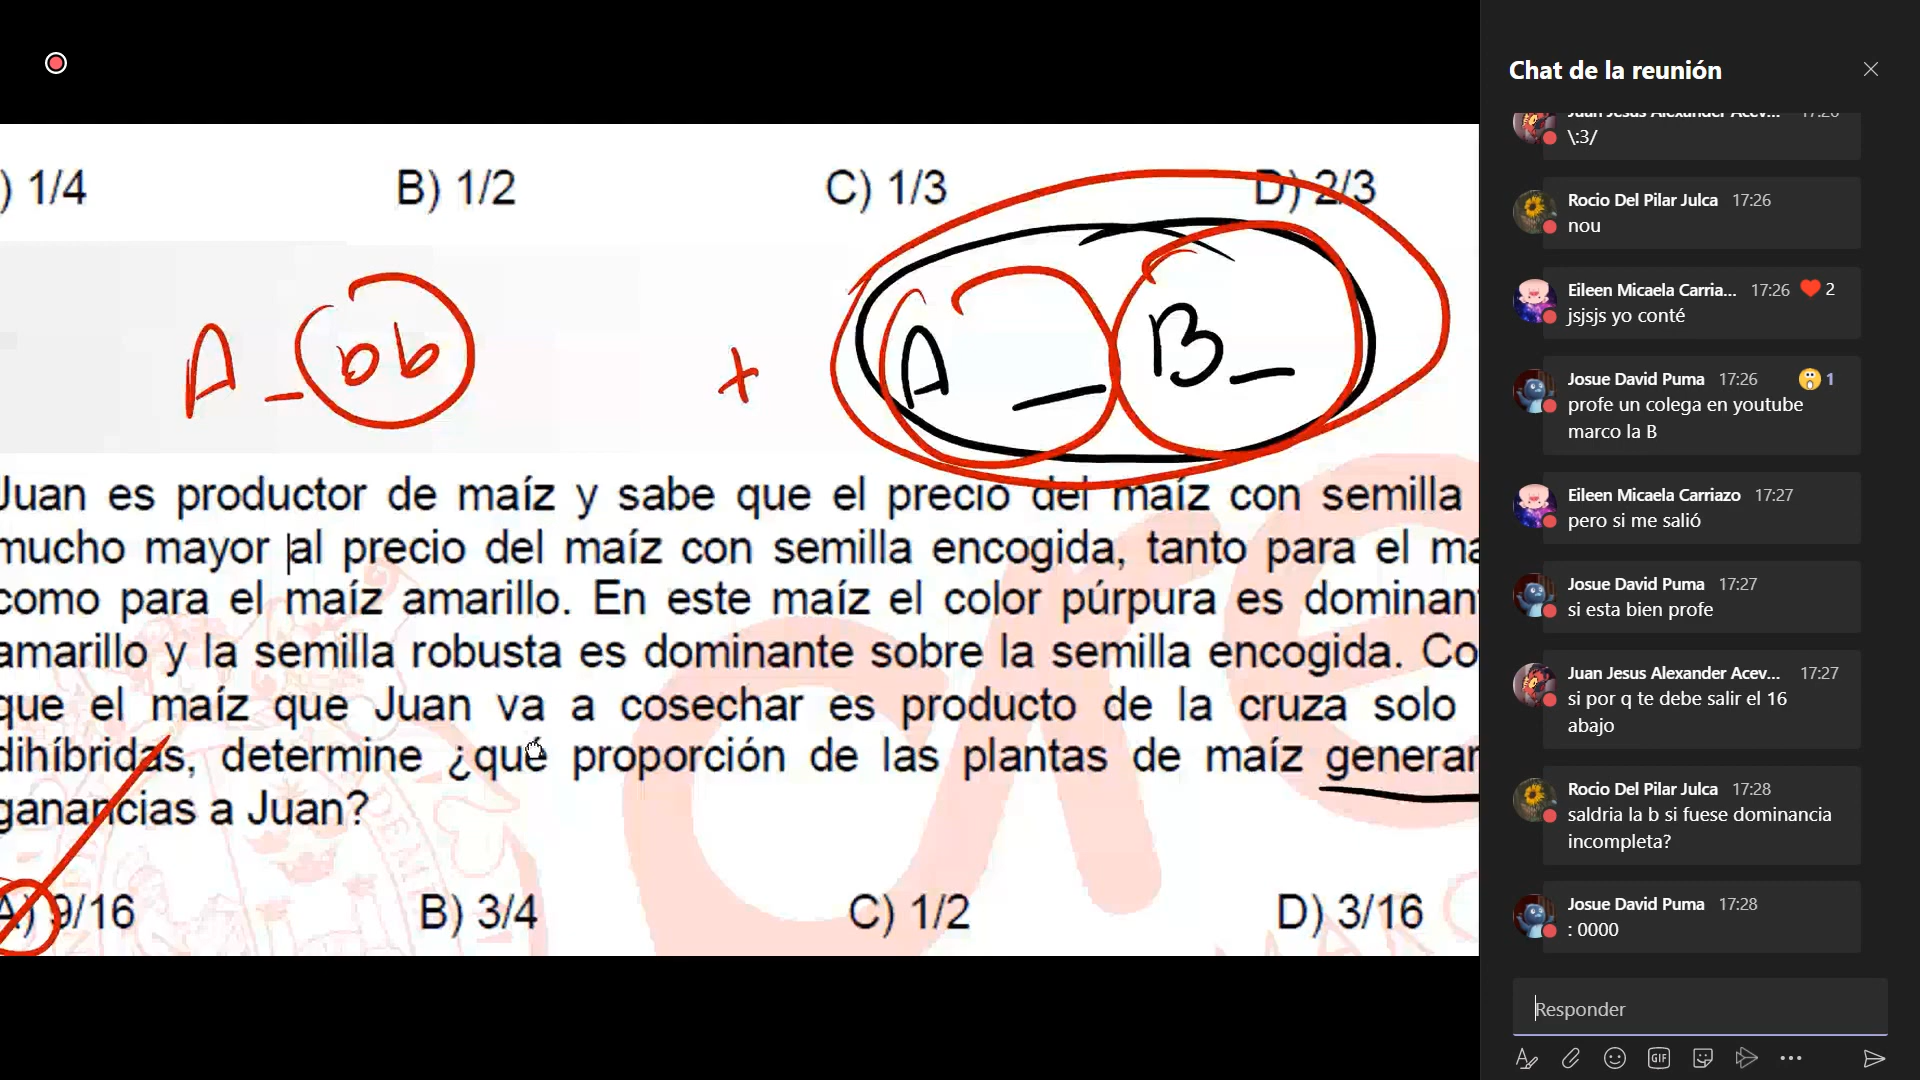 ) 1/4 B) 1/2 C) 1/3 D) 2/3
A _ bb + A _ B _
Juan es productor de maíz y sabe que el precio del maíz con semilla
mucho mayor al precio del maíz con semilla encogida, tanto para el ma
como para el maíz amarillo. En este maíz el color púrpura es dominan
amarillo y la semilla robusta es dominante sobre la semilla encogida. Co
que el maíz que Juan va a cosechar es producto de la cruza solo
dihíbridas, determine ¿qué proporción de las plantas de maíz generar
ganancias a Juan?
A) 9/16 B) 3/4 C) 1/2 D) 3/16
Chat de la reunión
Juan Jesus Alexander Acev... 17:26
\:3/
Rocio Del Pilar Julca 17:26
nou
Eileen Micaela Carria... 17:26 2
jsjsjs yo conté
Josue David Puma 17:26 1
profe un colega en youtube
marco la B
Eileen Micaela Carriazo 17:27
pero si me salió
Josue David Puma 17:27
si esta bien profe
Juan Jesus Alexander Acev... 17:27
si por q te debe salir el 16
abajo
Rocio Del Pilar Julca 17:28
saldria la b si fuese dominancia
incompleta?
Josue David Puma 17:28
: 0000
Responder
GIF